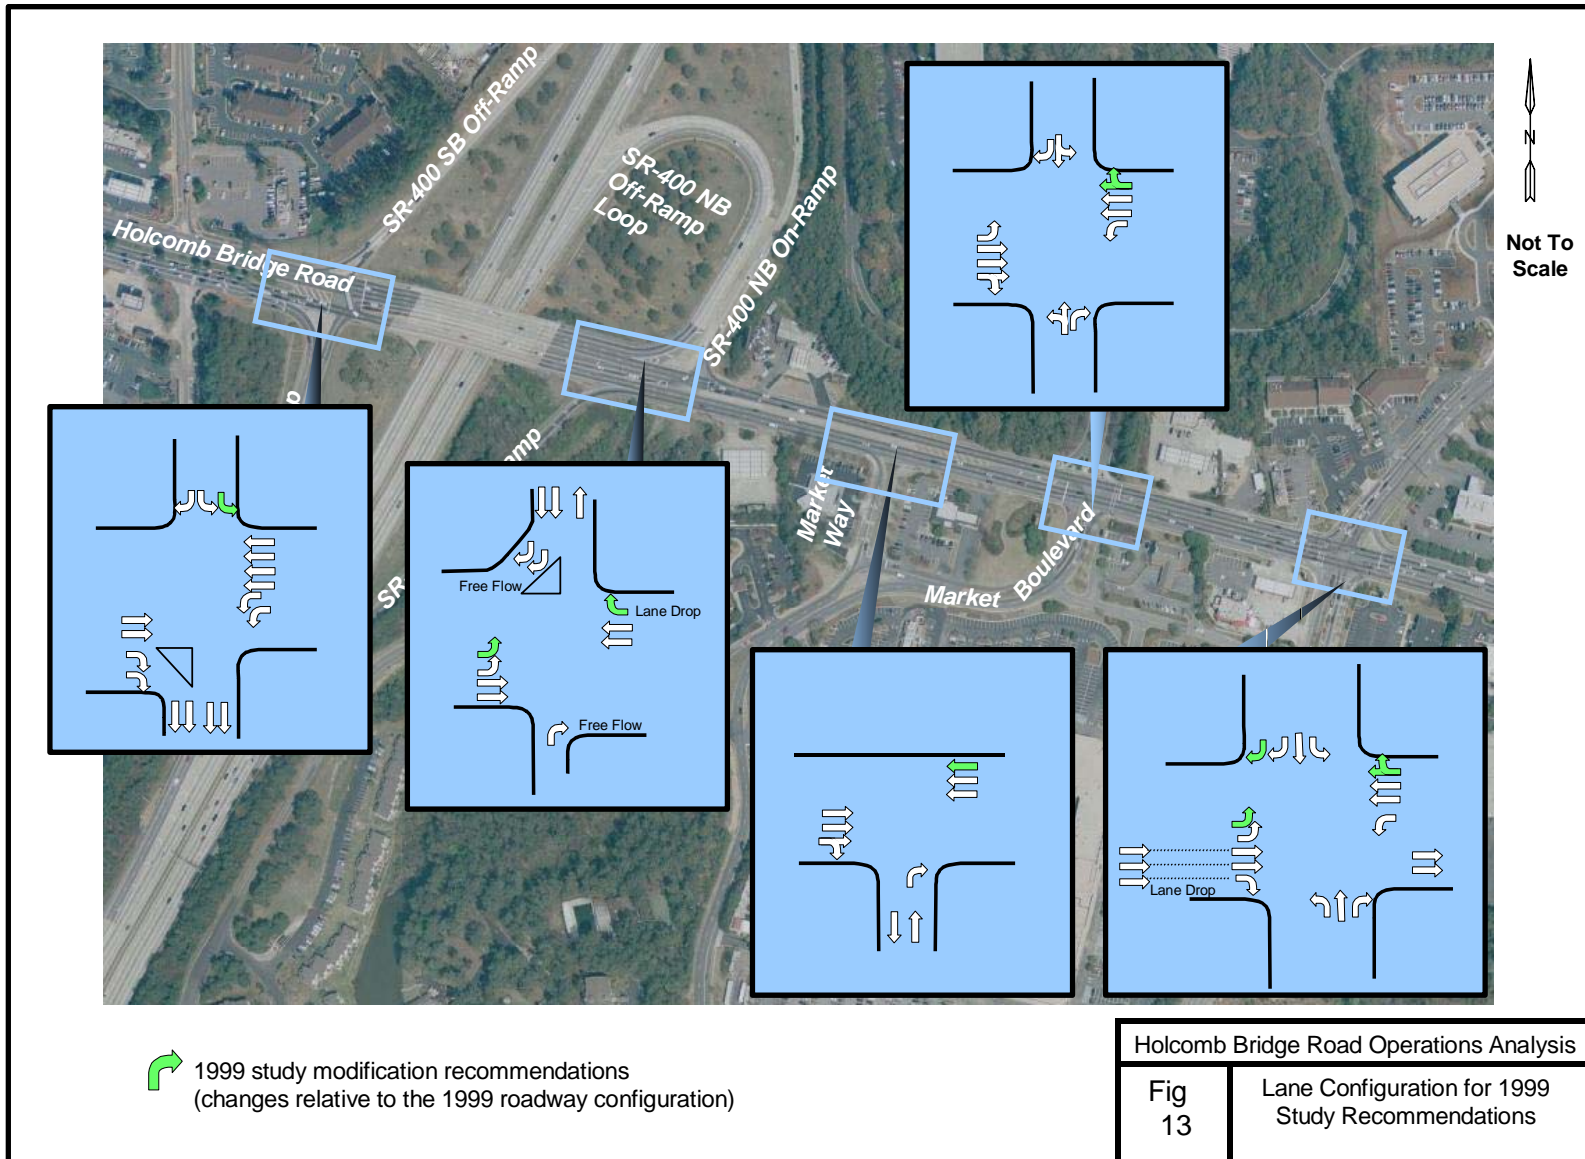 SR-400 SB Off-Ramp
SR-400 NB
Off-Ramp
Loop
SR-400 NB On-Ramp
Holcomb Bridge Road
N
Not To
Scale
Market
Way
Market Boulevard
SR
p
amp
Free Flow
Lane Drop
Free Flow
Lane Drop
1999 study modification recommendations
(changes relative to the 1999 roadway configuration)
Holcomb Bridge Road Operations Analysis
Fig
13
Lane Configuration for 1999
Study Recommendations